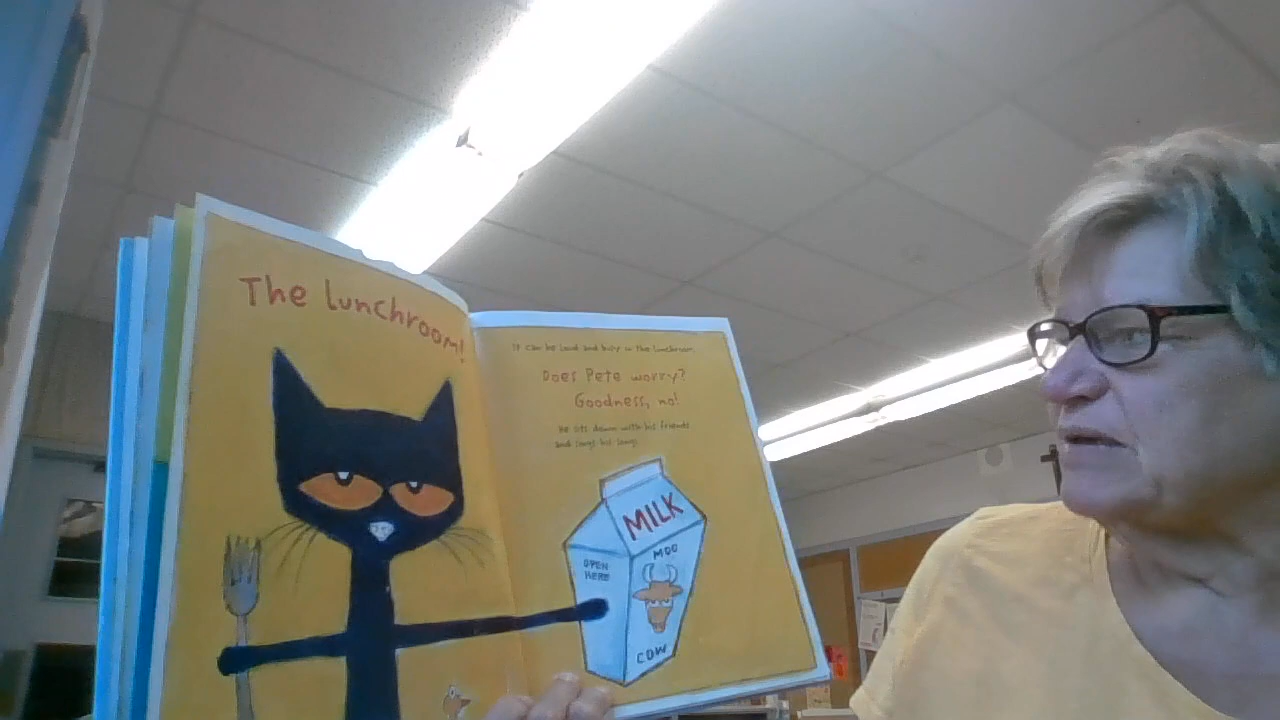 The lunchroom!
It can be loud and busy in the lunchroom.
Does Pete worry?
Goodness, no!
He sits down with his friends
and sings his song.
MILK
OPEN
HERE
MOO
COW